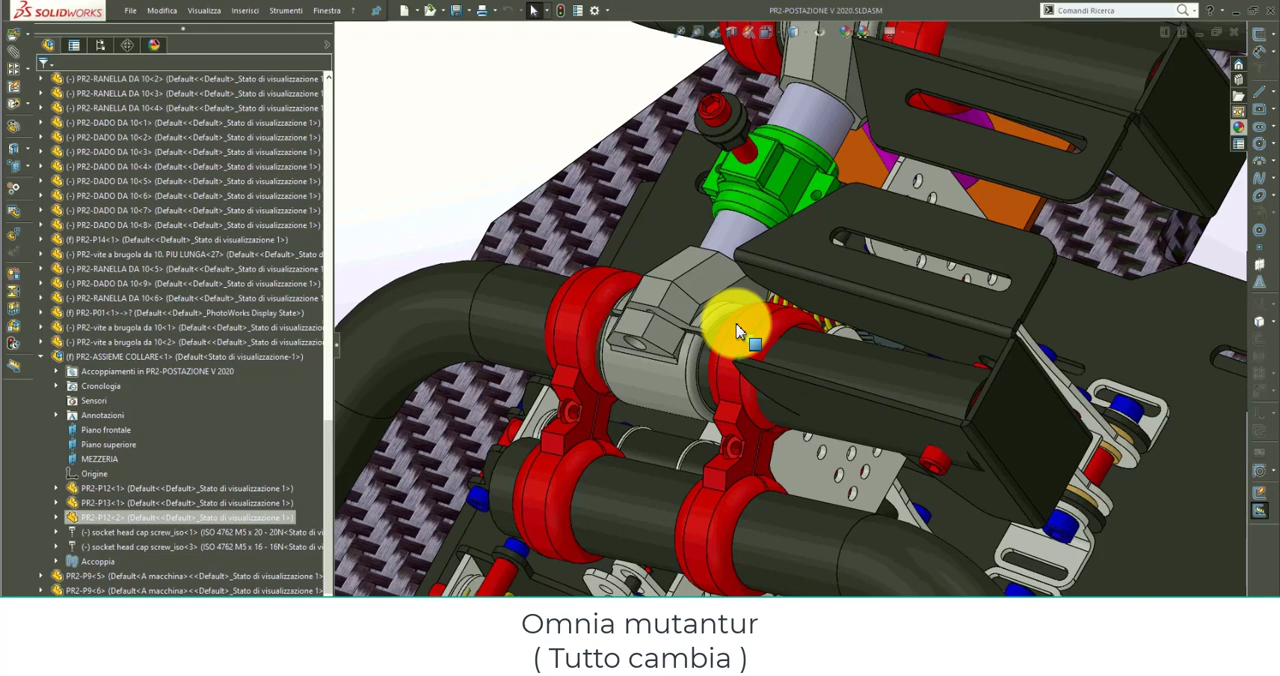 SOLIDWORKS
File Modifica Visualizza Inserisci Strumenti Finestra ?
PR2-POSTAZIONE V 2020.SLDASM
Comandi Ricerca
(-) PR2-RANELLA DA 10<2> (Default<<Default>_Stato di visualizzazione 1
(-) PR2-RANELLA DA 10<3> (Default<<Default>_Stato di visualizzazione 1
(-) PR2-RANELLA DA 10<4> (Default<<Default>_Stato di visualizzazione 1
(-) PR2-DADO DA 10<1> (Default<<Default>_Stato di visualizzazione 1>)
(-) PR2-DADO DA 10<2> (Default<<Default>_Stato di visualizzazione 1>)
(-) PR2-DADO DA 10<3> (Default<<Default>_Stato di visualizzazione 1>)
(-) PR2-DADO DA 10<4> (Default<<Default>_Stato di visualizzazione 1>)
(-) PR2-DADO DA 10<5> (Default<<Default>_Stato di visualizzazione 1>)
(-) PR2-DADO DA 10<6> (Default<<Default>_Stato di visualizzazione 1>)
(-) PR2-DADO DA 10<7> (Default<<Default>_Stato di visualizzazione 1>)
(-) PR2-DADO DA 10<8> (Default<<Default>_Stato di visualizzazione 1>)
(f) PR2-P14<1> (Default<<Default>_Stato di visualizzazione 1>)
(-) PR2-vite a brugola da 10. PIU LUNGA<27> (Default<<Default>_Stato
(-) PR2-RANELLA DA 10<5> (Default<<Default>_Stato di visualizzazione 1
(-) PR2-DADO DA 10<9> (Default<<Default>_Stato di visualizzazione 1>)
(-) PR2-RANELLA DA 10<6> (Default<<Default>_Stato di visualizzazione 1
(f) PR2-P01<1>->? (Default<<Default>_PhotoWorks Display State>)
(-) PR2-vite a brugola da 10<1> (Default<<Default>_Stato di visualizzazione
(-) PR2-vite a brugola da 10<2> (Default<<Default>_Stato di visualizzazione
(f) PR2-ASSIEME COLLARE<1> (Default<Stato di visualizzazione-1>)
Accoppiamenti in PR2-POSTAZIONE V 2020
Cronologia
Sensori
Annotazioni
Piano frontale
Piano superiore
MEZZERIA
Origine
PR2-P12<1> (Default<<Default>_Stato di visualizzazione 1>)
PR2-P13<1> (Default<<Default>_Stato di visualizzazione 1>)
PR2-P12<2> (Default<<Default>_Stato di visualizzazione 1>)
(-) socket head cap screw_iso<1> (ISO 4762 M5 x 20 - 20N<Stato di
(-) socket head cap screw_iso<3> (ISO 4762 M5 x 16 - 16N<Stato di
Accoppia
PR2-P9<5> (Default<A macchina><<Default>_Stato di visualizzazione 1>
PR2-P9<6> (Default<A macchina><<Default>_Stato di visualizzazione 1>
Omnia mutantur
( Tutto cambia )